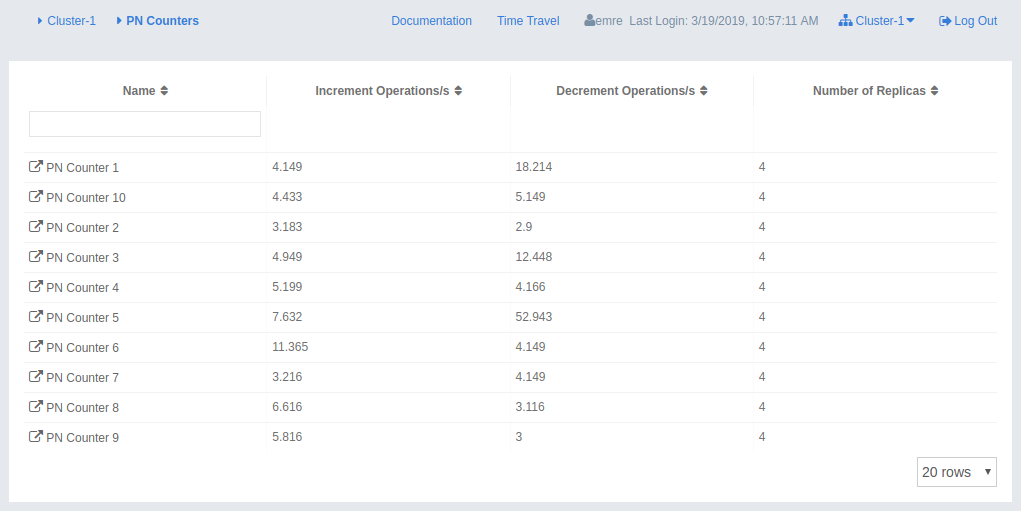 Cluster-1 PN Counters Documentation Time Travel emre Last Login: 3/19/2019, 10:57:11 AM Cluster-1 Log Out
Name Increment Operations/s Decrement Operations/s Number of Replicas
PN Counter 1 4.149 18.214 4
PN Counter 10 4.433 5.149 4
PN Counter 2 3.183 2.9 4
PN Counter 3 4.949 12.448 4
PN Counter 4 5.199 4.166 4
PN Counter 5 7.632 52.943 4
PN Counter 6 11.365 4.149 4
PN Counter 7 3.216 4.149 4
PN Counter 8 6.616 3.116 4
PN Counter 9 5.816 3 4
20 rows